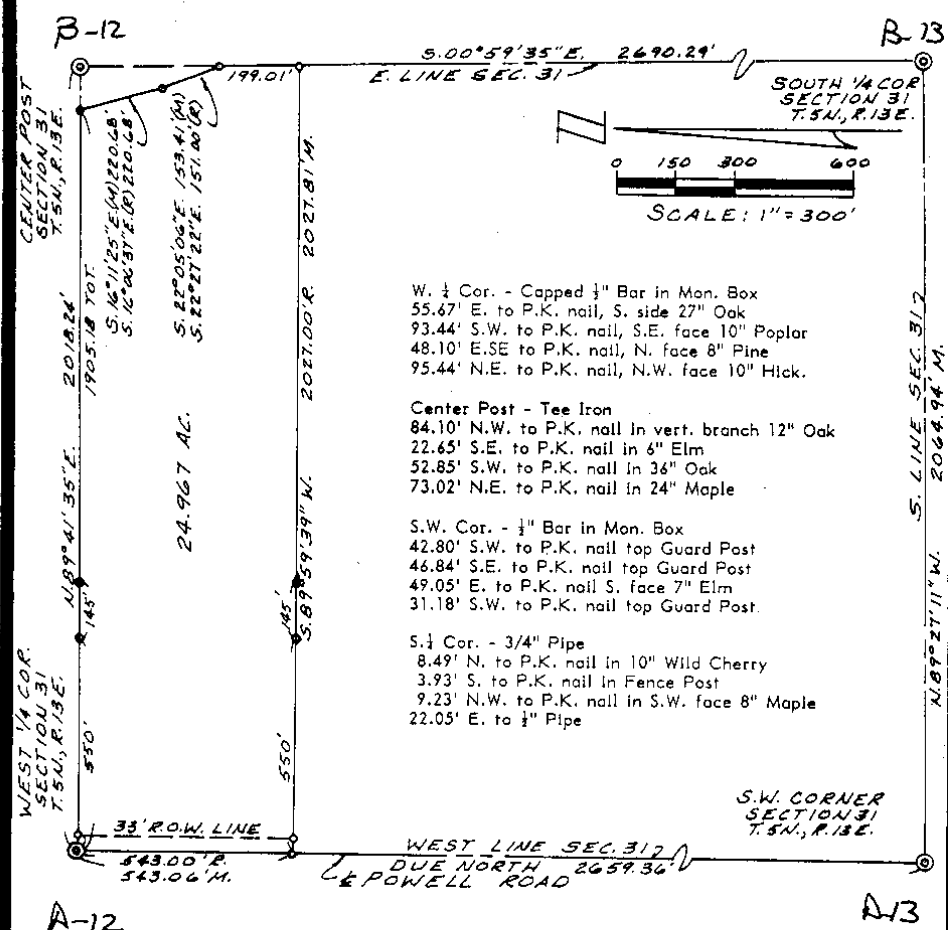 B-12
B-13
S.00°59'35"E. 2690.29'
E. LINE SEC. 31
199.01'
SOUTH 1/4 COR
SECTION 31
T.5N., R.13E.
CENTER POST
SECTION 31
T.5N., R.13E.
0 150 300 600
SCALE: 1"=300'
S.16°11'25"E.(M) 220.68'
S.16°06'37"E.(R) 220.68'
S.22°05'06"E. 153.41'(M)
S.22°27'22"E. 151.00'(R)
N.89°41'35"E. 2018.24'
1905.18 TOT.
24.967 AC.
2027.00'R. 2027.81'M.
S.89°59'39"W.
W. ¼ Cor. - Capped ½" Bar in Mon. Box
55.67' E. to P.K. nail, S. side 27" Oak
93.44' S.W. to P.K. nail, S.E. face 10" Poplar
48.10' E.SE to P.K. nail, N. face 8" Pine
95.44' N.E. to P.K. nail, N.W. face 10" Hick.
Center Post - Tee Iron
84.10' N.W. to P.K. nail in vert. branch 12" Oak
22.65' S.E. to P.K. nail in 6" Elm
52.85' S.W. to P.K. nail in 36" Oak
73.02' N.E. to P.K. nail in 24" Maple
S.W. Cor. - ½" Bar in Mon. Box
42.80' S.W. to P.K. nail top Guard Post
46.84' S.E. to P.K. nail top Guard Post
49.05' E. to P.K. nail S. face 7" Elm
31.18' S.W. to P.K. nail top Guard Post
S.¼ Cor. - 3/4" Pipe
8.49' N. to P.K. nail in 10" Wild Cherry
3.93' S. to P.K. nail in Fence Post
9.23' N.W. to P.K. nail in S.W. face 8" Maple
22.05' E. to ½" Pipe
S. LINE SEC. 31
N.89°27'11"W. 2064.94'M.
145'
145'
550'
550'
WEST 1/4 COR.
SECTION 31
T.5N., R.13E.
S.W. CORNER
SECTION 31
T.5N., R.13E.
33' R.O.W. LINE
543.00'R.
543.06'M.
WEST LINE SEC. 31
DUE NORTH 2659.36'
℄ POWELL ROAD
A-12
A-13